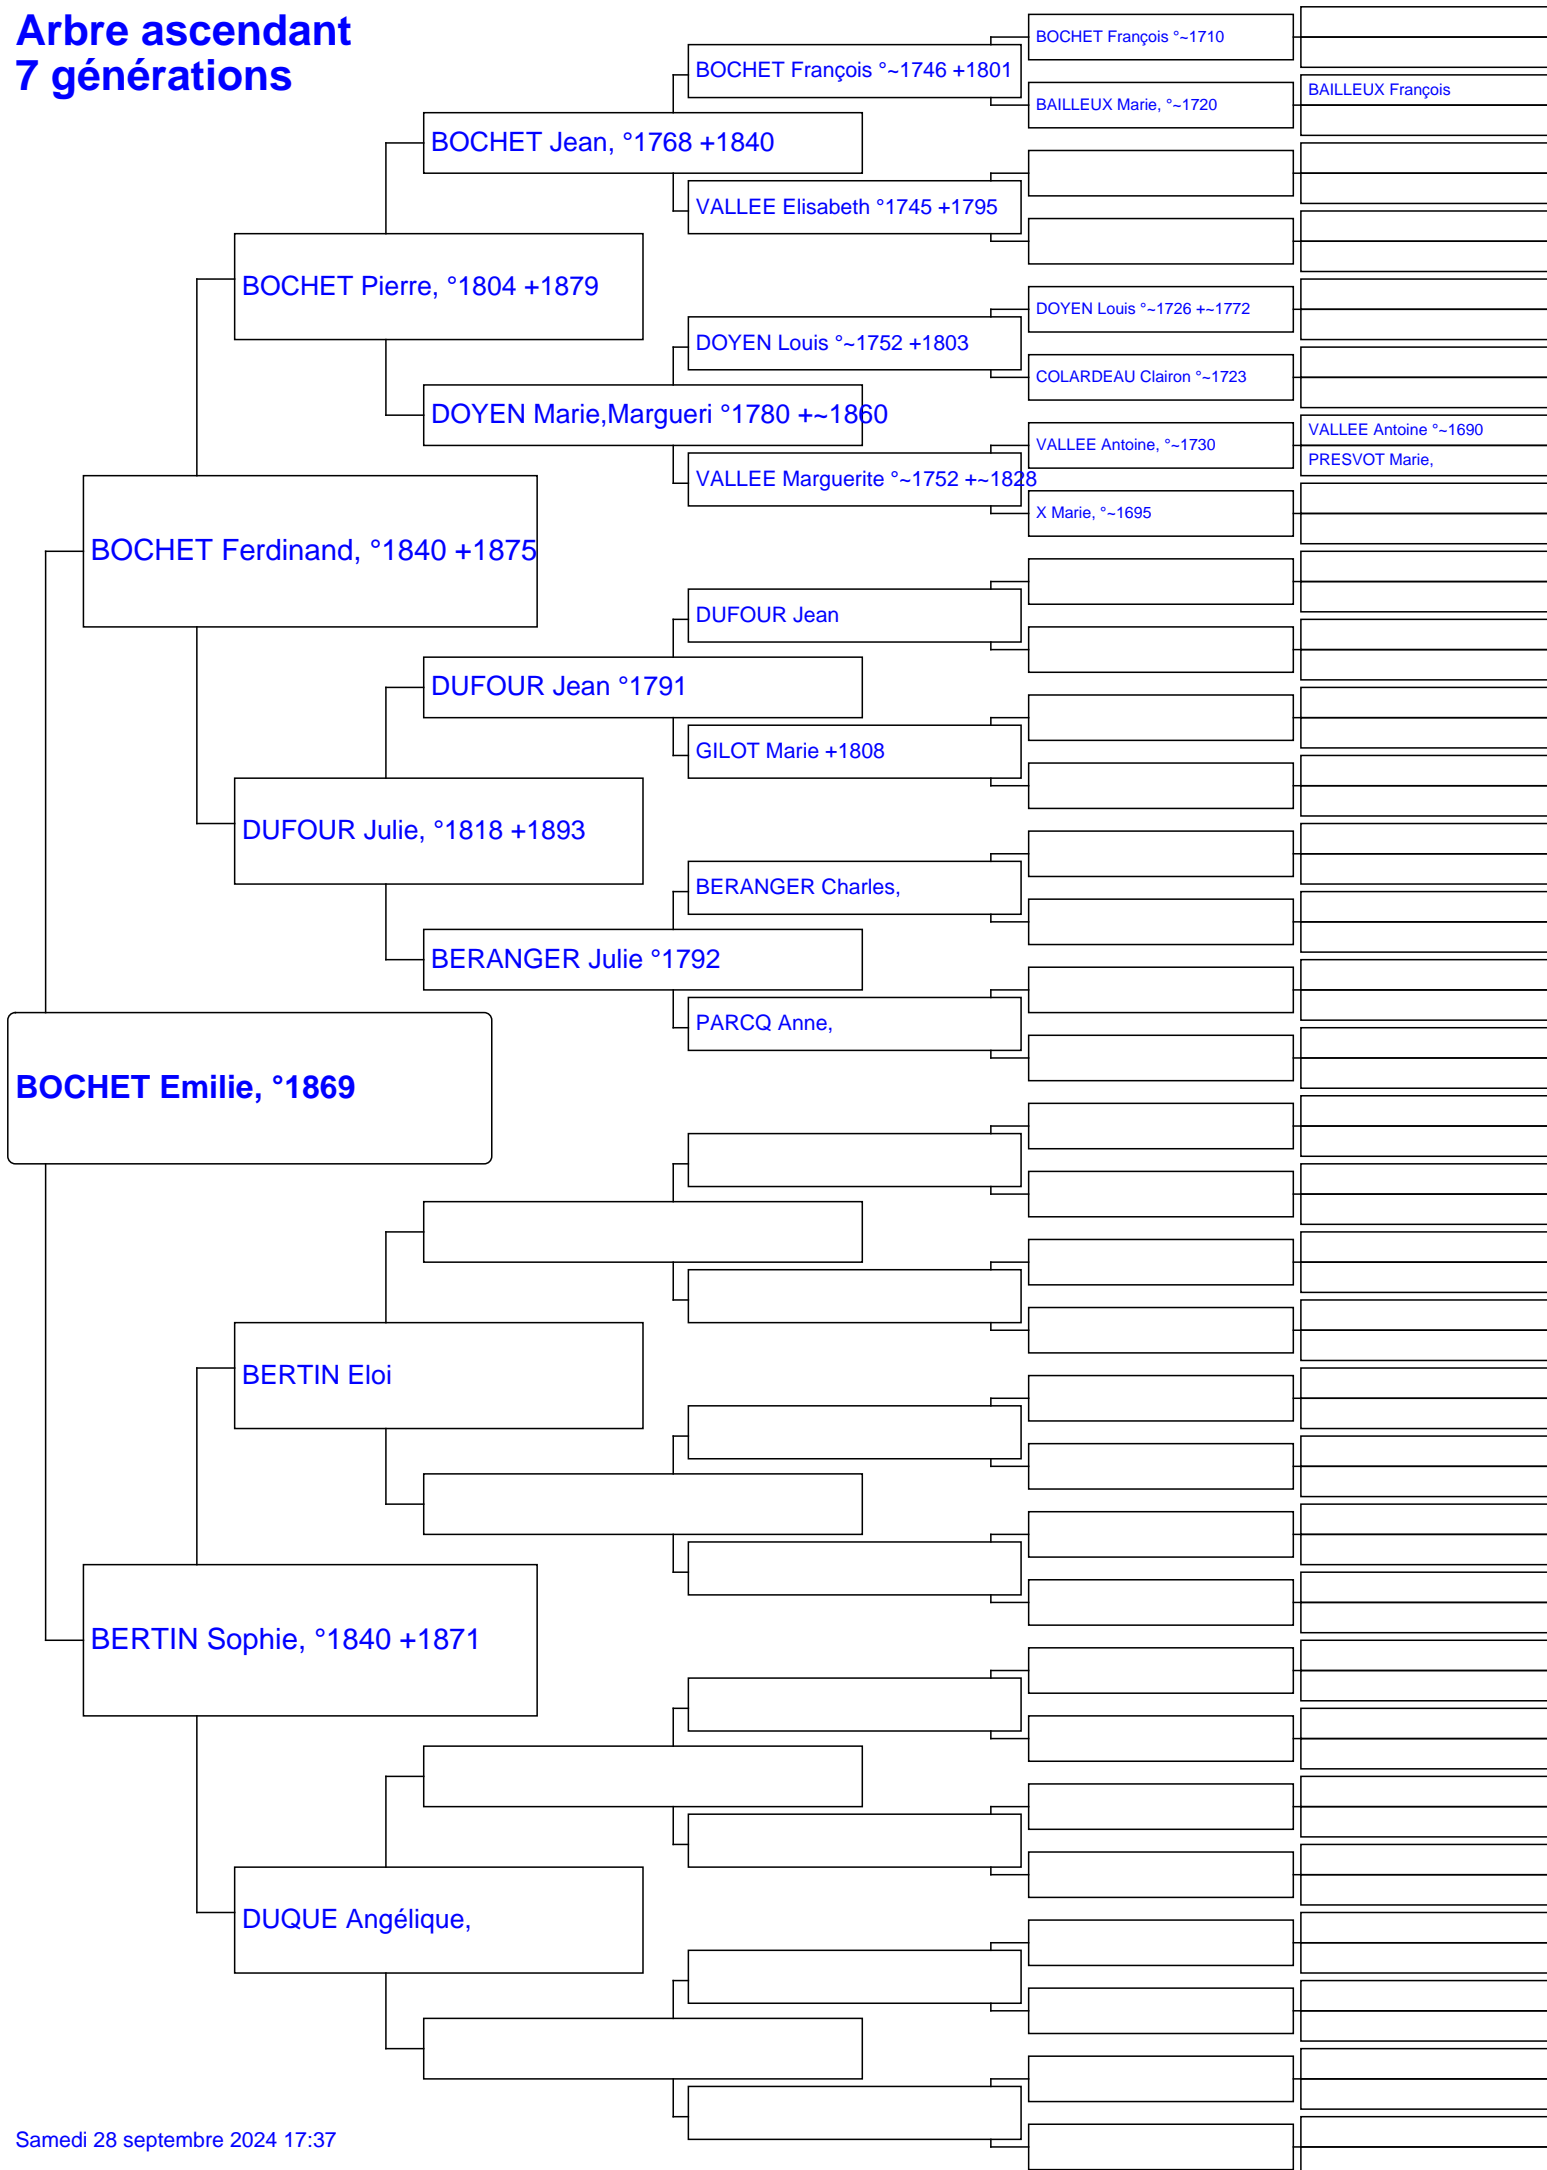 Arbre ascendant
7 générations
BOCHET François °~1710
BOCHET François °~1746 +1801
BAILLEUX François
BAILLEUX Marie, °~1720
BOCHET Jean, °1768 +1840
VALLEE Elisabeth °1745 +1795
BOCHET Pierre, °1804 +1879
DOYEN Louis °~1726 +~1772
DOYEN Louis °~1752 +1803
COLARDEAU Clairon °~1723
DOYEN Marie,Margueri °1780 +~1860
VALLEE Antoine °~1690
VALLEE Antoine, °~1730
PRESVOT Marie,
VALLEE Marguerite °~1752 +~1828
X Marie, °~1695
BOCHET Ferdinand, °1840 +1875
DUFOUR Jean
DUFOUR Jean °1791
GILOT Marie +1808
DUFOUR Julie, °1818 +1893
BERANGER Charles,
BERANGER Julie °1792
PARCQ Anne,
BOCHET Emilie, °1869
BERTIN Eloi
BERTIN Sophie, °1840 +1871
DUQUE Angélique,
Samedi 28 septembre 2024 17:37